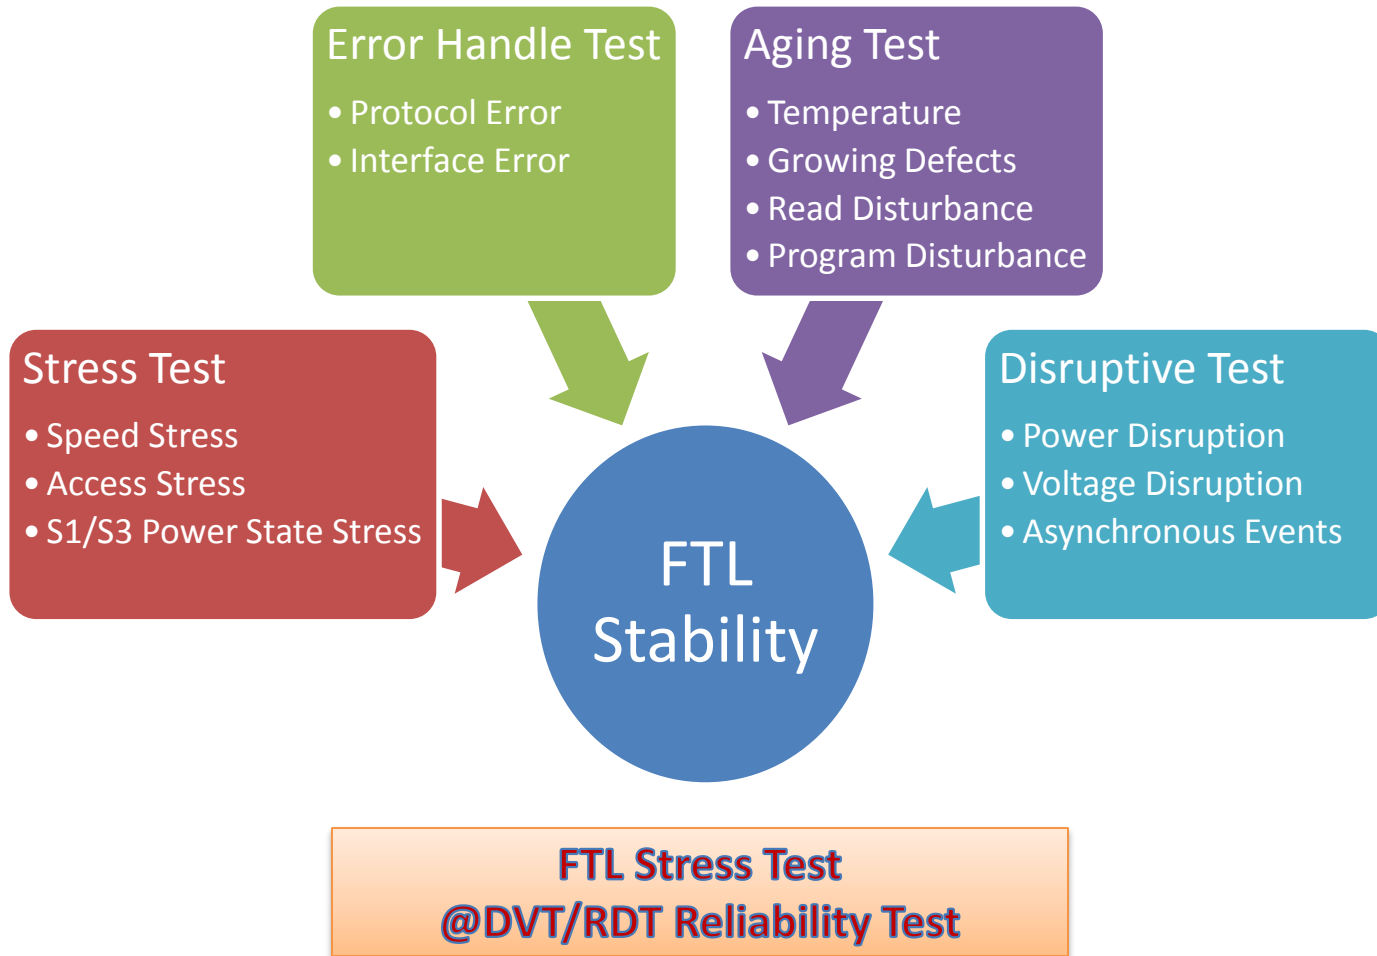 Error Handle Test
• Protocol Error
• Interface Error
Aging Test
• Temperature
• Growing Defects
• Read Disturbance
• Program Disturbance
Stress Test
• Speed Stress
• Access Stress
• S1/S3 Power State Stress
Disruptive Test
• Power Disruption
• Voltage Disruption
• Asynchronous Events
FTL
Stability
FTL Stress Test
@DVT/RDT Reliability Test